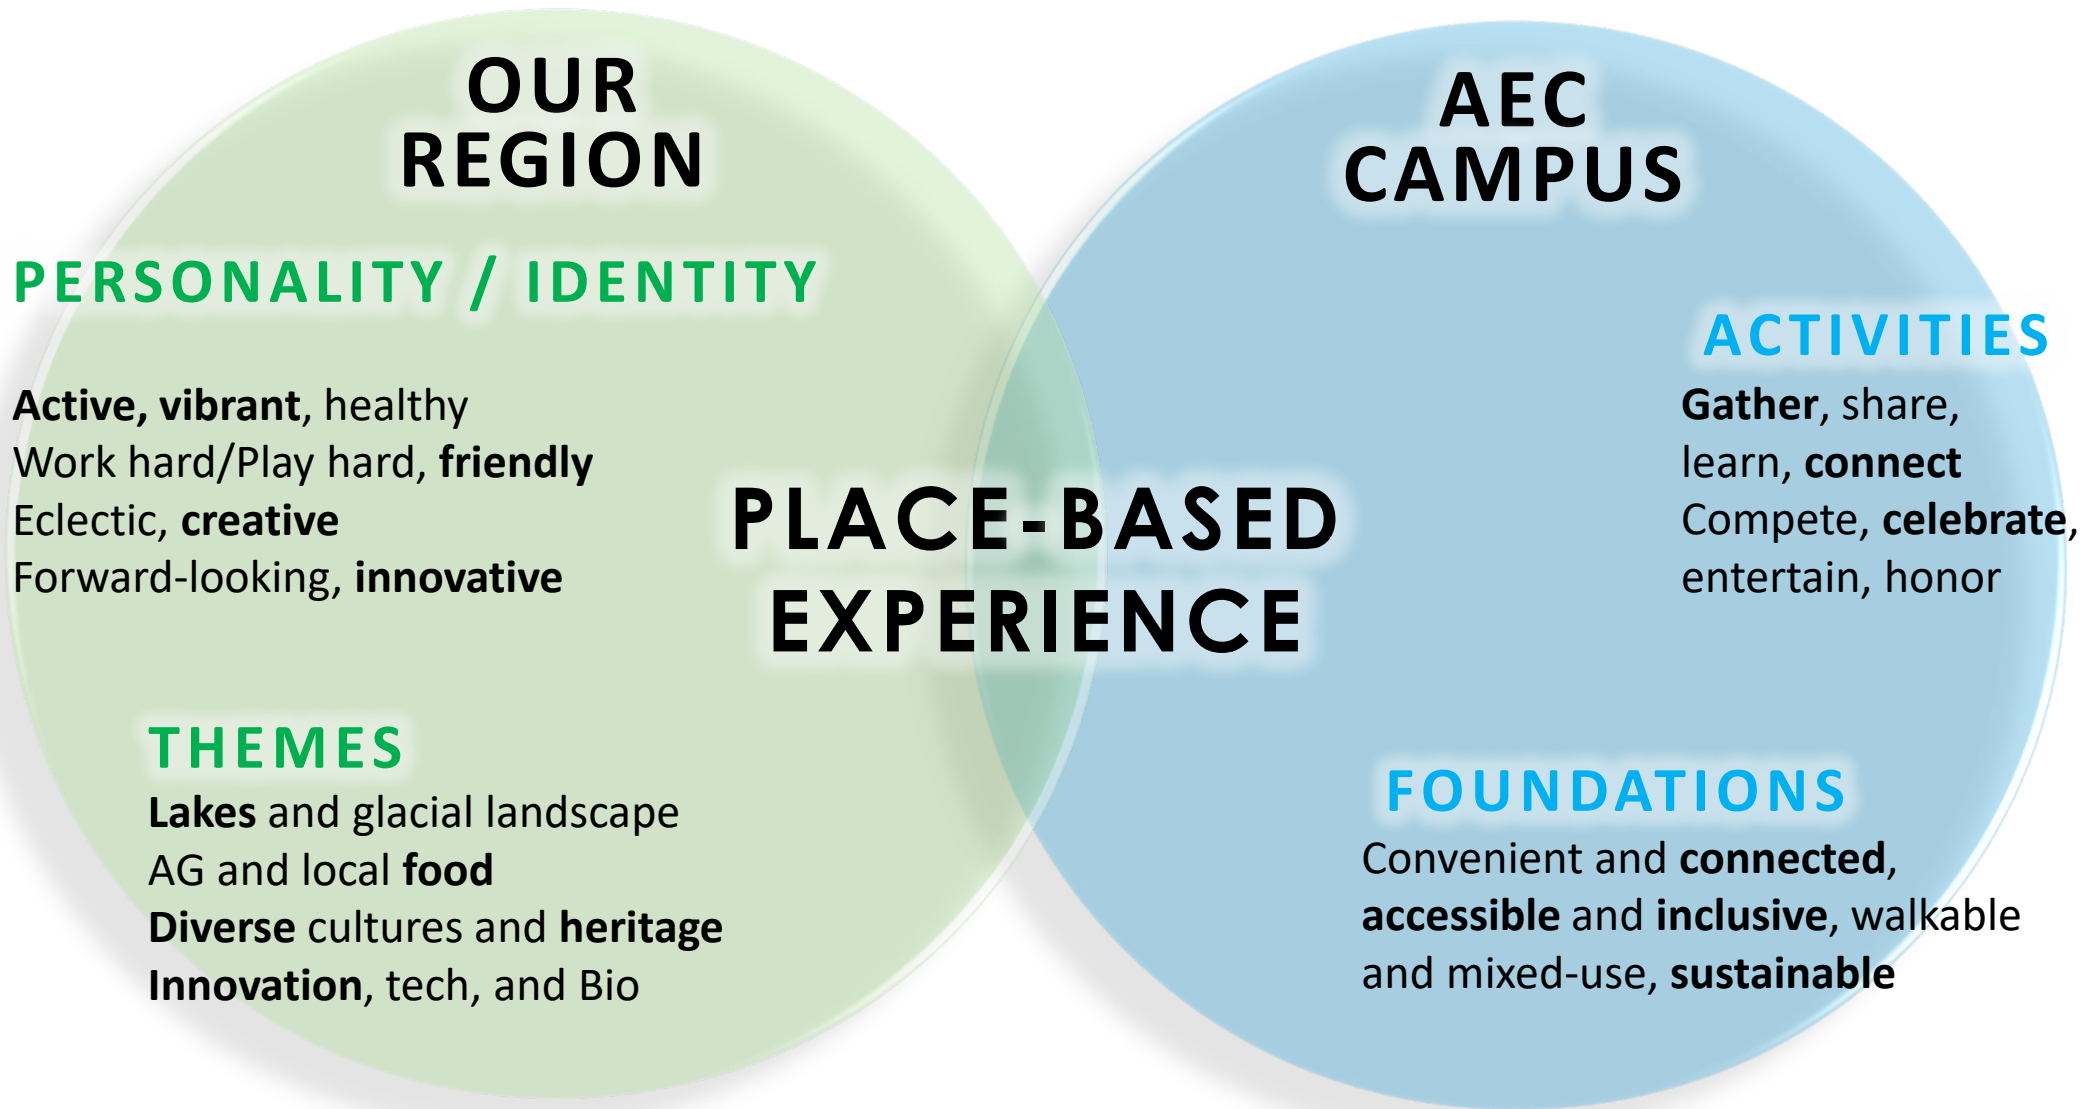 OUR
REGION
PERSONALITY / IDENTITY
Active, vibrant, healthy
Work hard/Play hard, friendly
Eclectic, creative
Forward-looking, innovative
THEMES
Lakes and glacial landscape
AG and local food
Diverse cultures and heritage
Innovation, tech, and Bio
PLACE-BASED
EXPERIENCE
AEC
CAMPUS
ACTIVITIES
Gather, share,
learn, connect
Compete, celebrate,
entertain, honor
FOUNDATIONS
Convenient and connected,
accessible and inclusive, walkable
and mixed-use, sustainable